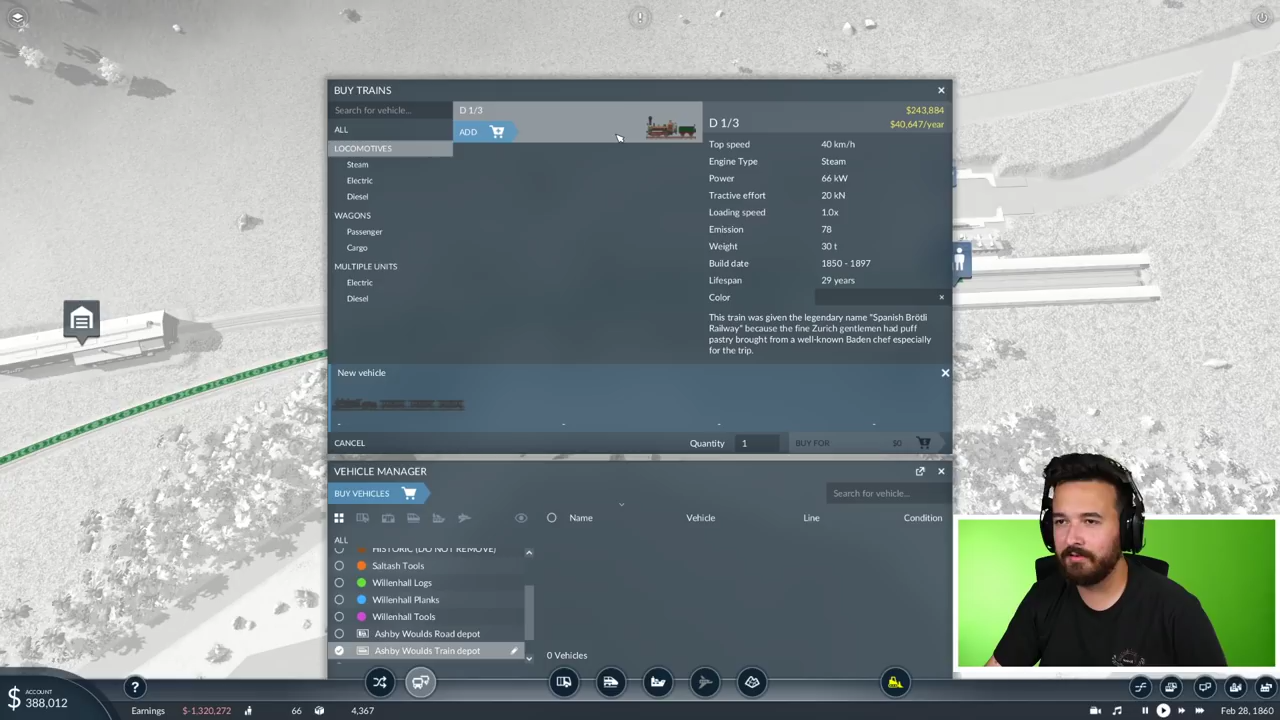 BUY TRAINS
Search for vehicle...
ALL
LOCOMOTIVES
Steam
Electric
Diesel
WAGONS
Passenger
Cargo
MULTIPLE UNITS
Electric
Diesel
D 1/3
ADD
D 1/3
$243,884
$40,647/year
Top speed 40 km/h
Engine Type Steam
Power 66 kW
Tractive effort 20 kN
Loading speed 1.0x
Emission 78
Weight 30 t
Build date 1850 - 1897
Lifespan 29 years
Color
This train was given the legendary name "Spanish Brötli
Railway" because the fine Zurich gentlemen had puff
pastry brought from a well-known Baden chef especially
for the trip.
New vehicle
- - - -
CANCEL
Quantity 1
BUY FOR $0
VEHICLE MANAGER
BUY VEHICLES
Search for vehicle...
Name Vehicle Line Condition
ALL
HISTORIC (DO NOT REMOVE)
Saltash Tools
Willenhall Logs
Willenhall Planks
Willenhall Tools
Ashby Woulds Road depot
Ashby Woulds Train depot
0 Vehicles
$ ACCOUNT
388,012
?
Earnings $-1,320,272 66 4,367
Feb 28, 1860